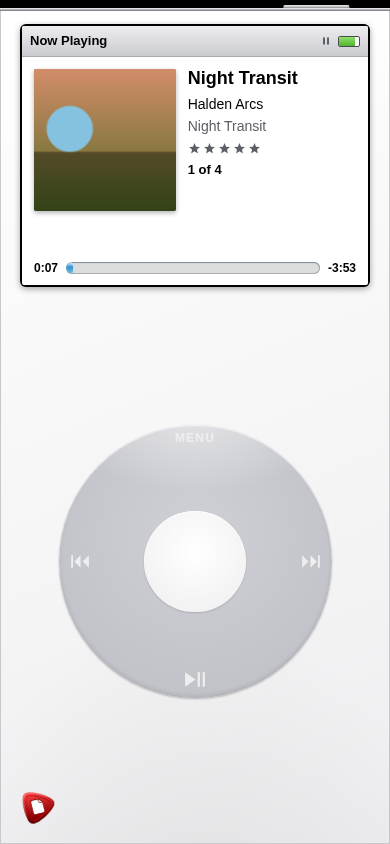 Now Playing
Night Transit
Halden Arcs
Night Transit
1 of 4
0:07
-3:53
MENU